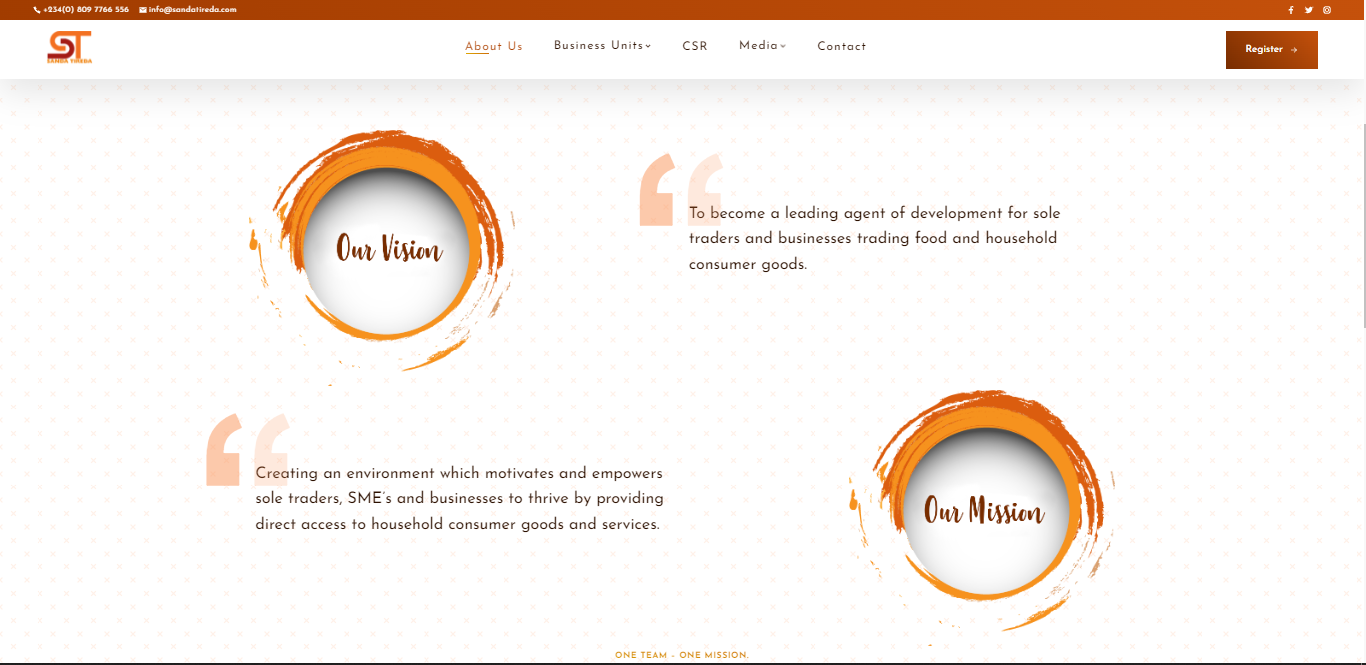 +234(0) 809 7766 556 info@sandatireda.com
ST
SANDA TIREDA
About Us Business Units CSR Media Contact
Register
Our Vision
To become a leading agent of development for sole
traders and businesses trading food and household
consumer goods.
Creating an environment which motivates and empowers
sole traders, SME's and businesses to thrive by providing
direct access to household consumer goods and services.
Our Mission
ONE TEAM - ONE MISSION.